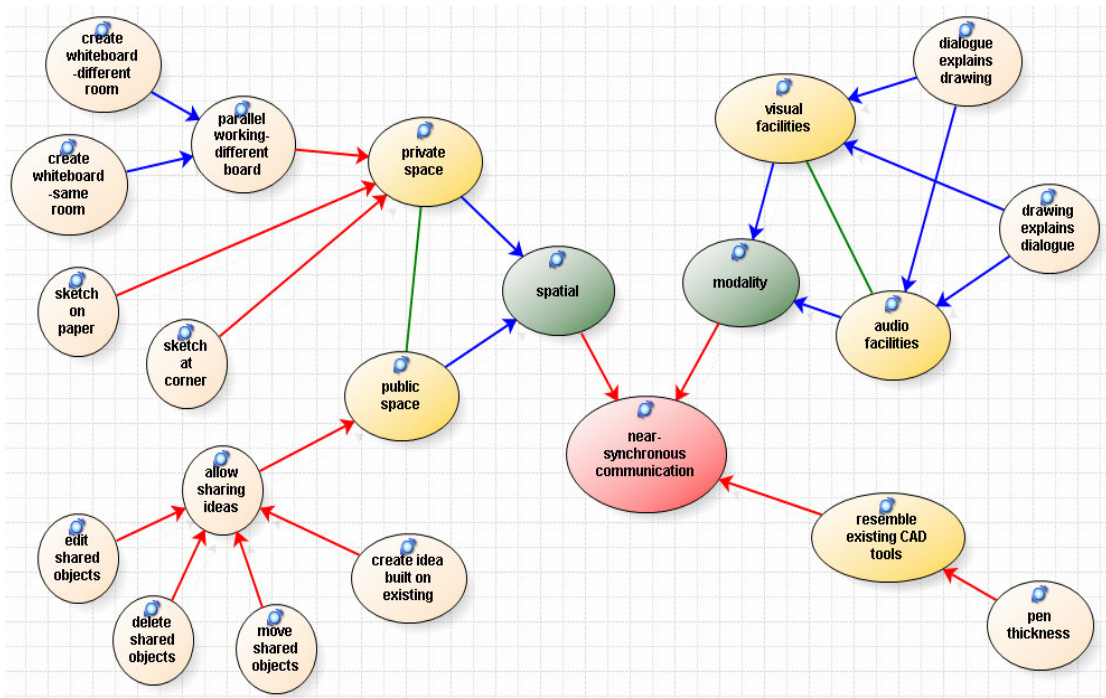 create
whiteboard
-different
room
create
whiteboard
-same
room
parallel
working-
different
board
private
space
sketch
on
paper
sketch
at
corner
spatial
public
space
allow
sharing
ideas
edit
shared
objects
delete
shared
objects
move
shared
objects
create idea
built on
existing
dialogue
explains
drawing
visual
facilities
drawing
explains
dialogue
modality
audio
facilities
near-
synchronous
communication
resemble
existing CAD
tools
pen
thickness